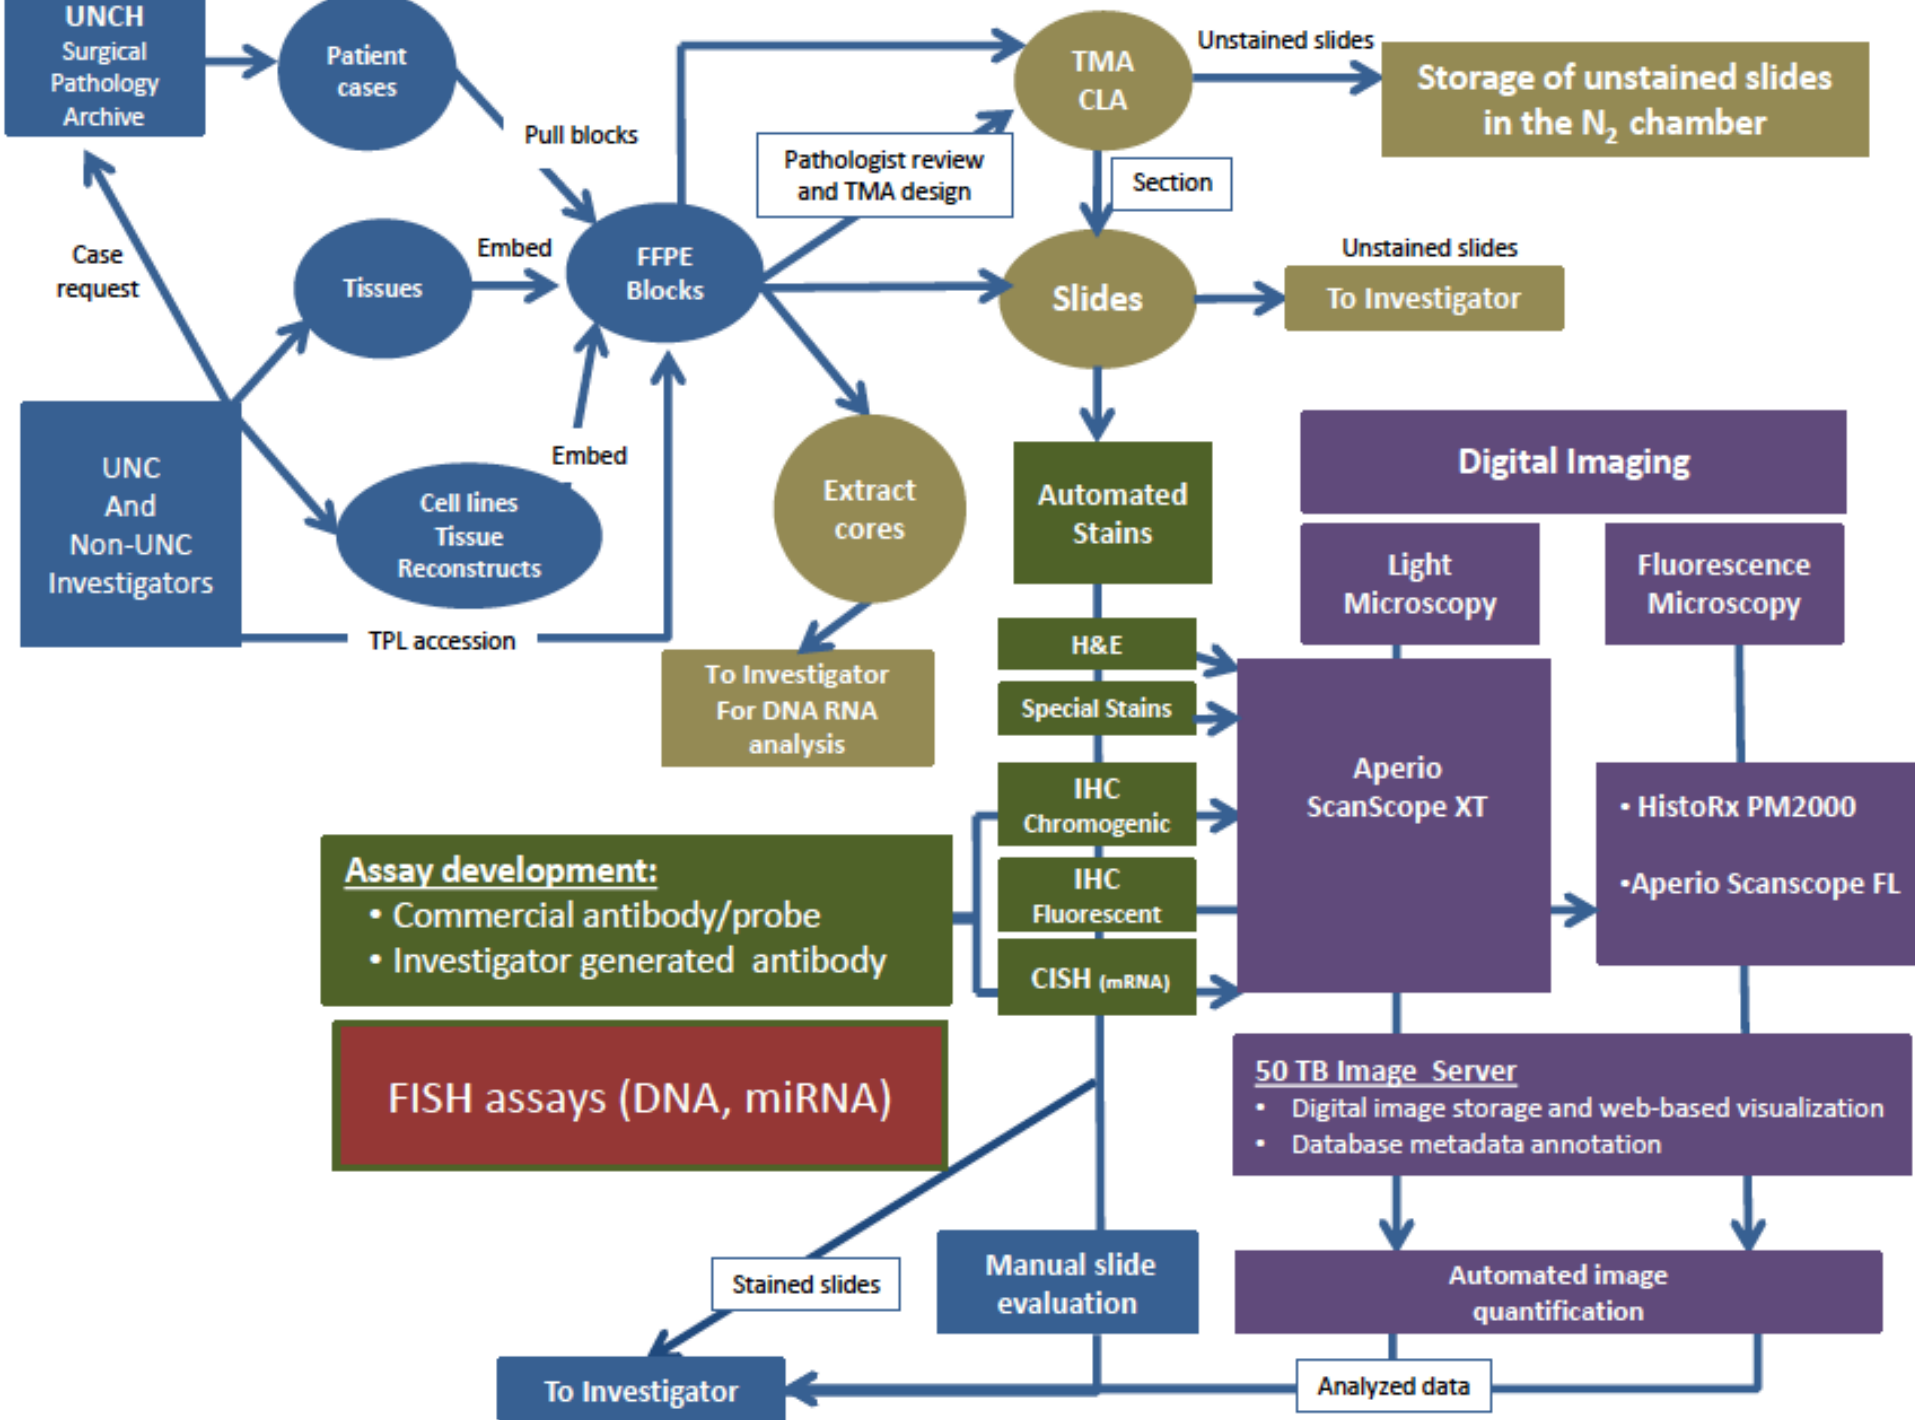 UNCH
Surgical
Pathology
Archive
Patient
cases
Pull blocks
TMA
CLA
Unstained slides
Storage of unstained slides
in the N₂ chamber
Pathologist review
and TMA design
Section
Case
request
Tissues
Embed
FFPE
Blocks
Slides
Unstained slides
To Investigator
UNC
And
Non-UNC
Investigators
Cell lines
Tissue
Reconstructs
Embed
TPL accession
Extract
cores
To Investigator
For DNA RNA
analysis
Automated
Stains
Digital Imaging
Light
Microscopy
Fluorescence
Microscopy
H&E
Special Stains
IHC
Chromogenic
IHC
Fluorescent
CISH (mRNA)
Aperio
ScanScope XT
• HistoRx PM2000
•Aperio Scanscope FL
Assay development:
• Commercial antibody/probe
• Investigator generated antibody
FISH assays (DNA, miRNA)
50 TB Image Server
• Digital image storage and web-based visualization
• Database metadata annotation
Stained slides
Manual slide
evaluation
Automated image
quantification
To Investigator
Analyzed data